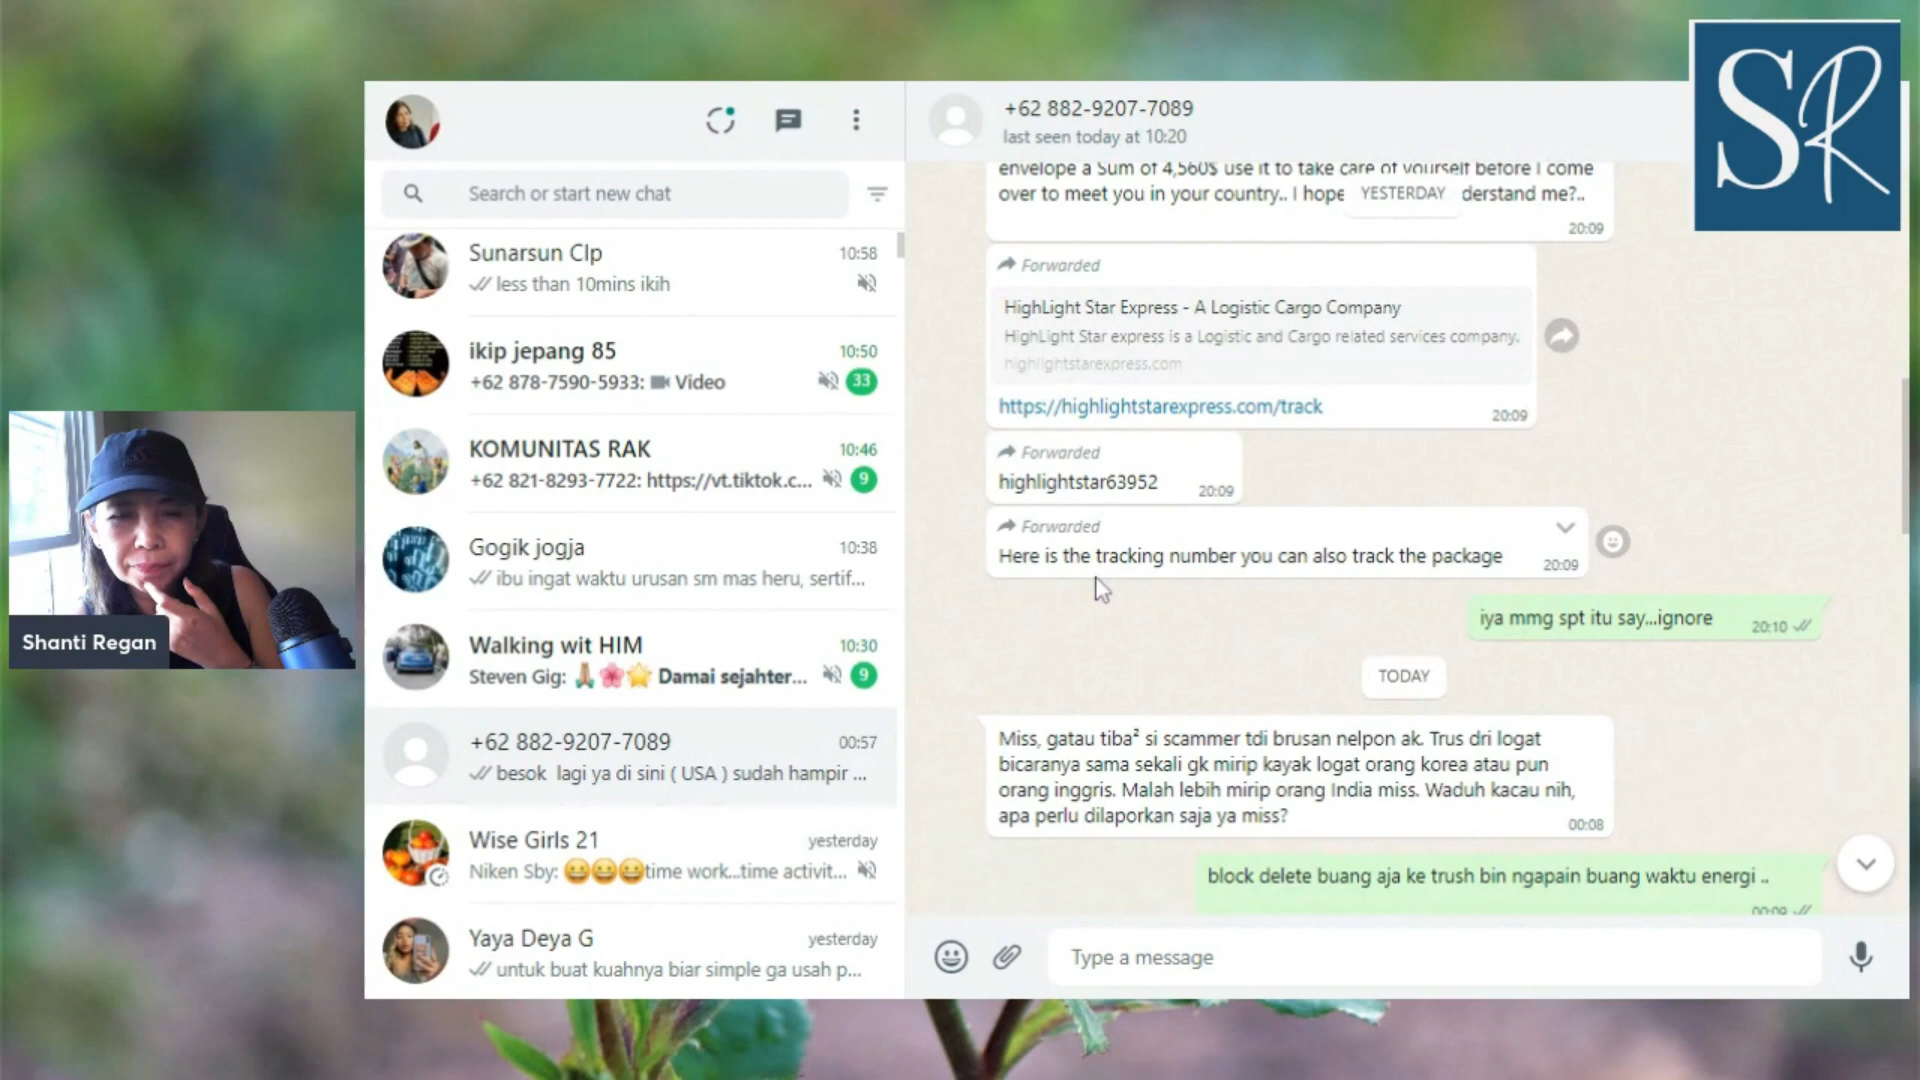 SR
+62 882-9207-7089
last seen today at 10:20
Search or start new chat
Sunarsun Clp
10:58
less than 10mins ikih
ikip jepang 85
10:50
+62 878-7590-5933: Video
33
KOMUNITAS RAK
10:46
+62 821-8293-7722: https://vt.tiktok.c...
9
Gogik jogja
10:38
ibu ingat waktu urusan sm mas heru, sertif...
Walking wit HIM
10:30
Steven Gig: 🙏🏼🌸⭐ Damai sejahter...
9
+62 882-9207-7089
00:57
besok lagi ya di sini ( USA ) sudah hampir ...
Wise Girls 21
yesterday
Niken Sby: 😀😀😀time work...time activit...
Yaya Deya G
yesterday
untuk buat kuahnya biar simple ga usah p...
envelope a Sum of 4,560$ use it to take care of yourself before I come
over to meet you in your country.. I hope derstand me?..
YESTERDAY
20:09
Forwarded
HighLight Star Express - A Logistic Cargo Company
HighLight Star express is a Logistic and Cargo related services company.
highlightstarexpress.com
https://highlightstarexpress.com/track
20:09
Forwarded
highlightstar63952
20:09
Forwarded
Here is the tracking number you can also track the package
20:09
iya mmg spt itu say...ignore
20:10
TODAY
Miss, gatau tiba² si scammer tdi brusan nelpon ak. Trus dri logat
bicaranya sama sekali gk mirip kayak logat orang korea atau pun
orang inggris. Malah lebih mirip orang India miss. Waduh kacau nih,
apa perlu dilaporkan saja ya miss?
00:08
block delete buang aja ke trush bin ngapain buang waktu energi ..
00:09
Type a message
Shanti Regan